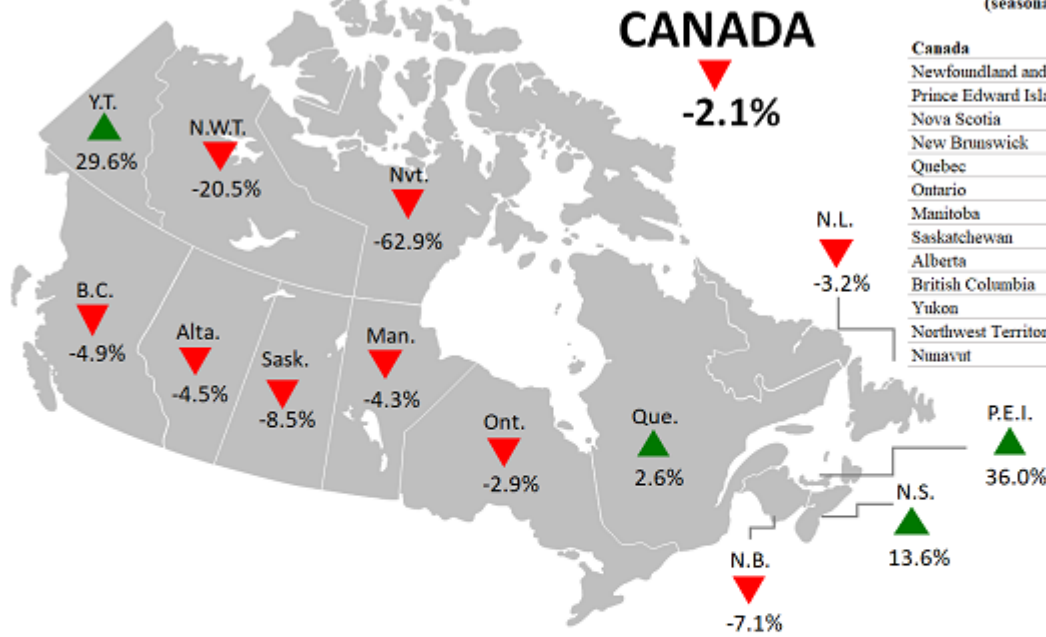 (seasona
CANADA
-2.1%
Canada
Newfoundland and
Prince Edward Isla
Nova Scotia
New Brunswick
Quebec
Ontario
Manitoba
Saskatchewan
Alberta
British Columbia
Yukon
Northwest Territor
Nunavut
Y.T.
29.6%
N.W.T.
-20.5%
Nvt.
-62.9%
N.L.
-3.2%
B.C.
-4.9%
Alta.
-4.5%
Sask.
-8.5%
Man.
-4.3%
Ont.
-2.9%
Que.
2.6%
P.E.I.
36.0%
N.S.
13.6%
N.B.
-7.1%